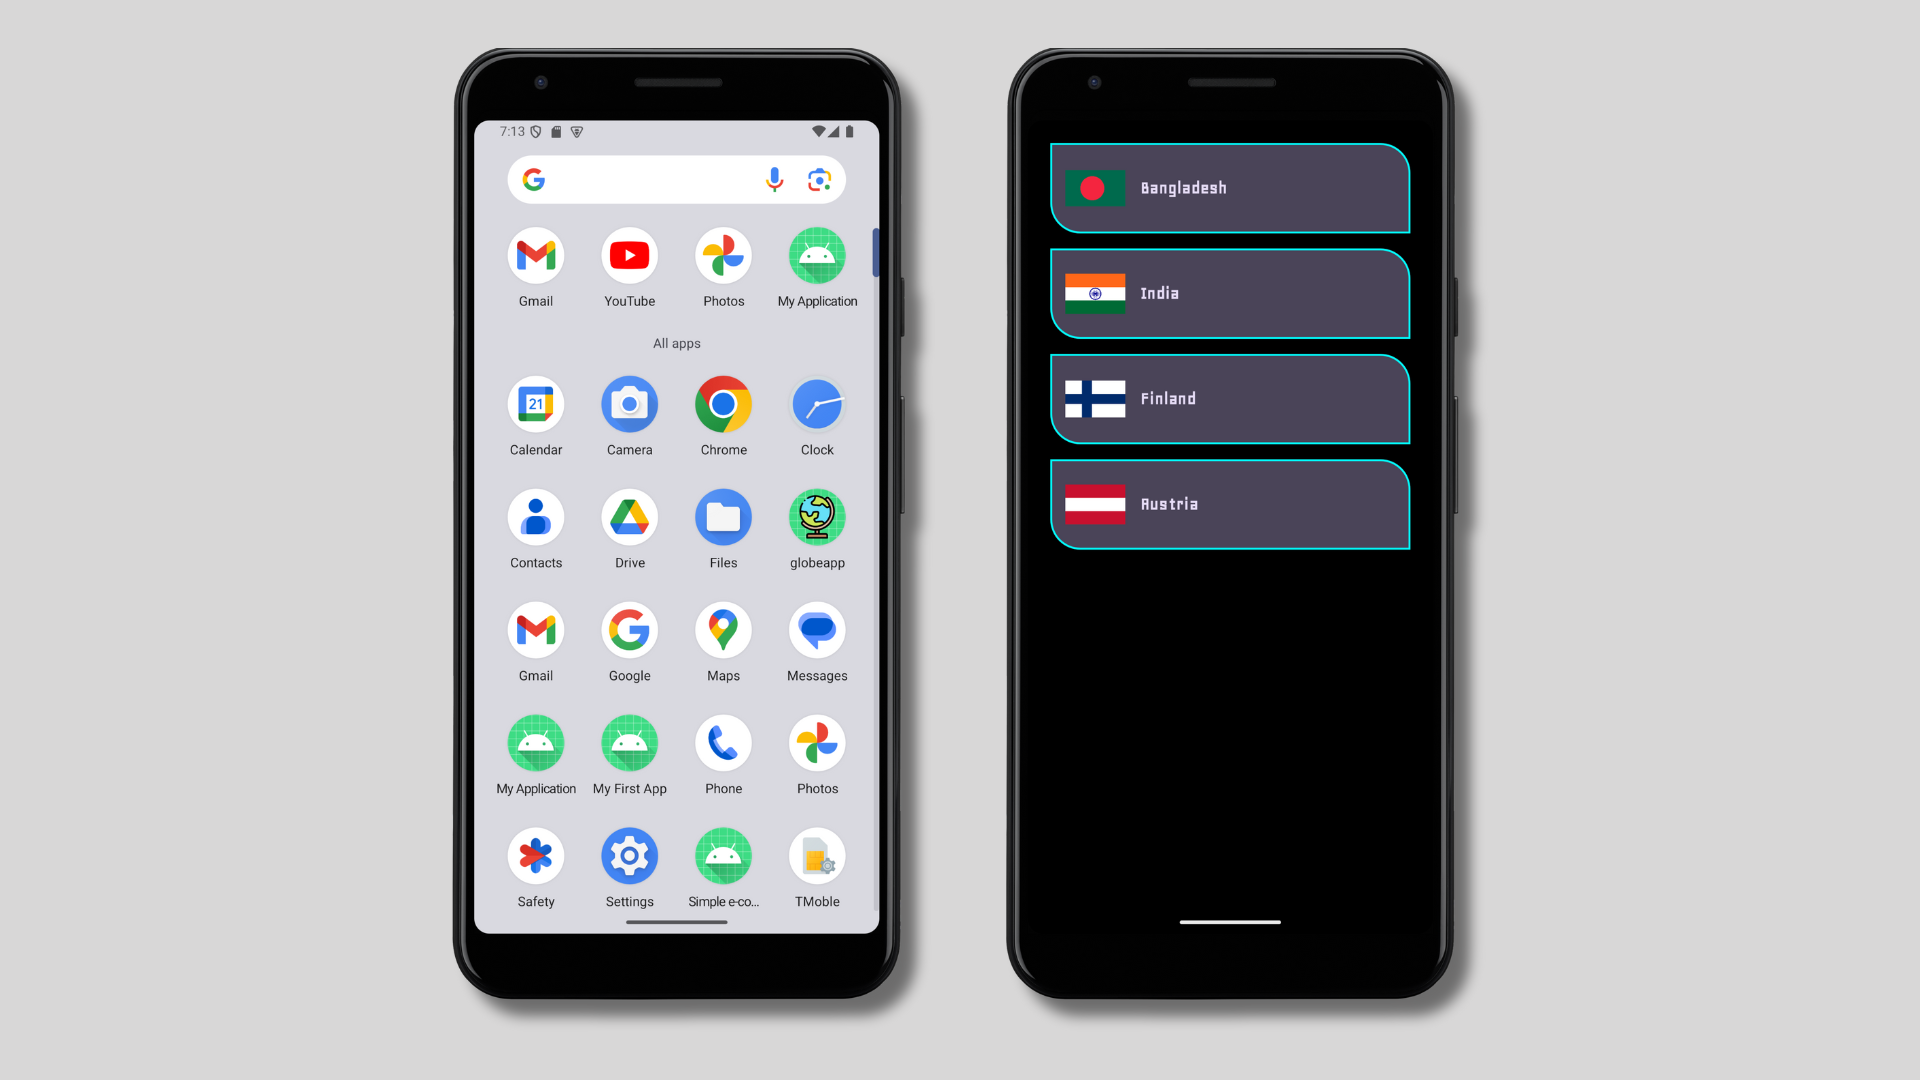 7:13
Gmail YouTube Photos My Application
All apps
21
Calendar Camera Chrome Clock
Contacts Drive Files globeapp
Gmail Google Maps Messages
My Application My First App Phone Photos
Safety Settings Simple e-co... TMoble
Bangladesh
India
Finland
Austria